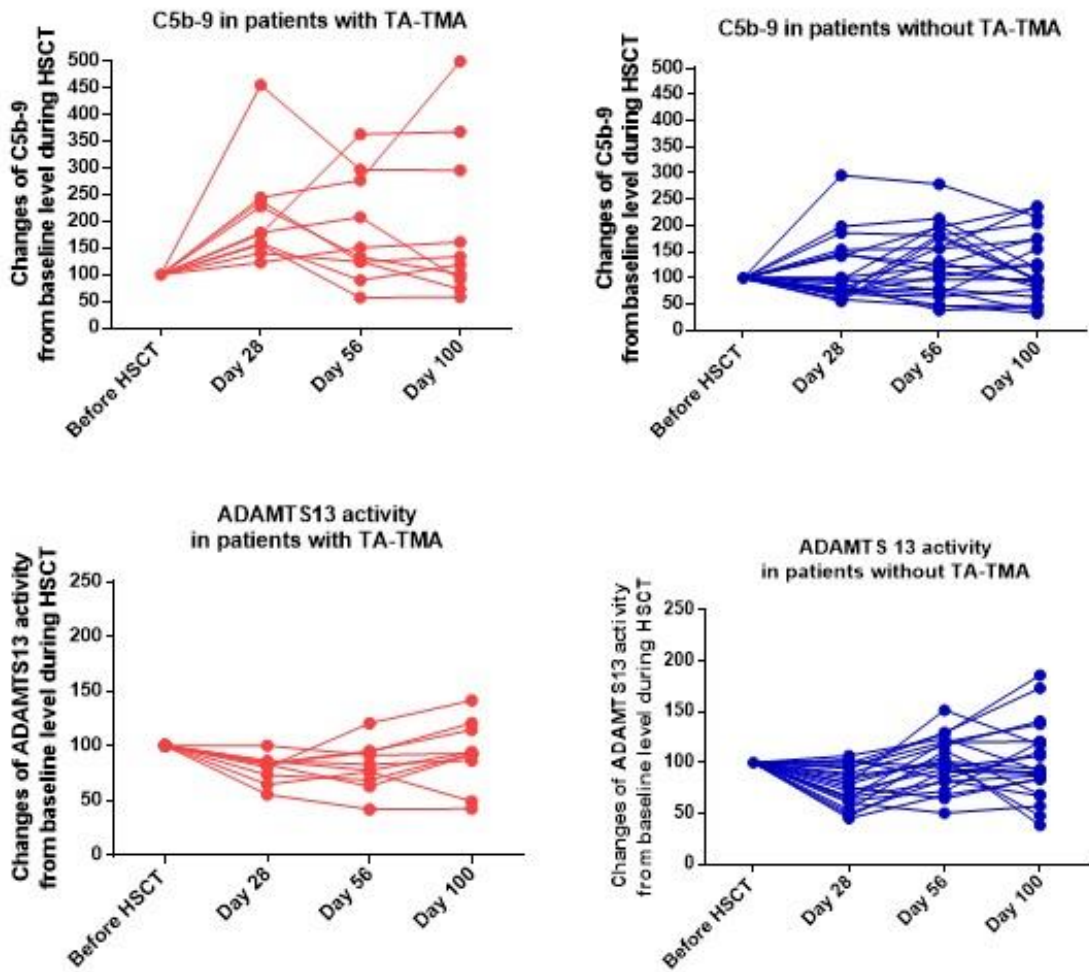 C5b-9 in patients with TA-TMA
Changes of C5b-9
from baseline level during HSCT
500
450
400
350
300
250
200
150
100
50
0
Before HSCT
Day 28
Day 56
Day 100
C5b-9 in patients without TA-TMA
Changes of C5b-9
from baseline level during HSCT
500
450
400
350
300
250
200
150
100
50
0
Before HSCT
Day 28
Day 56
Day 100
ADAMTS13 activity
in patients with TA-TMA
Changes of ADAMTS13 activity
from baseline level during HSCT
250
200
150
100
50
0
Before HSCT
Day 28
Day 56
Day 100
ADAMTS 13 activity
in patients without TA-TMA
Changes of ADAMTS13 activity
from baseline level during HSCT
250
200
150
100
50
0
Before HSCT
Day 28
Day 56
Day 100